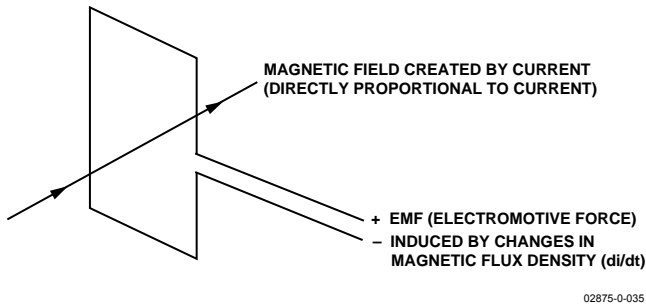 MAGNETIC FIELD CREATED BY CURRENT
(DIRECTLY PROPORTIONAL TO CURRENT)
+ EMF (ELECTROMOTIVE FORCE)
– INDUCED BY CHANGES IN
MAGNETIC FLUX DENSITY (di/dt)
02875-0-035